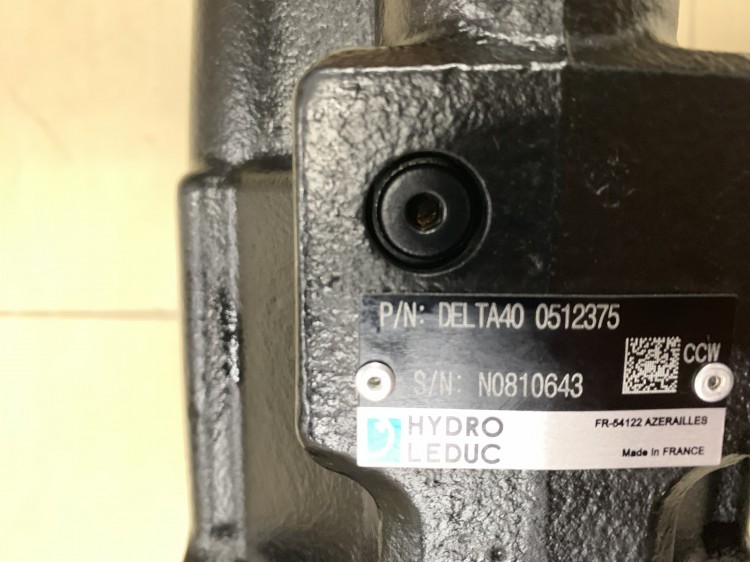 P/N: DELTA40 0512375
CCW
S/N: N0810643
HYDRO
LEDUC
FR-54122 AZERAILLES
Made In FRANCE